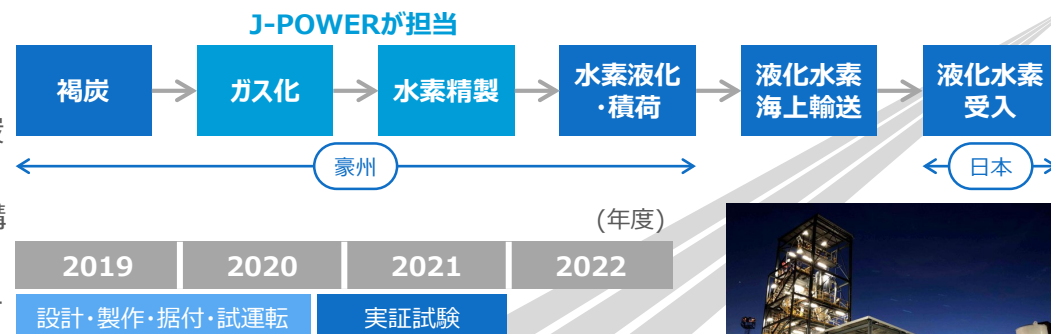 J-POWERが担当
褐炭
ガス化
水素精製
水素液化
・積荷
液化水素
海上輸送
液化水素
受入
豪州
日本
(年度)
2019
2020
2021
2022
設計・製作・据付・試運転
実証試験